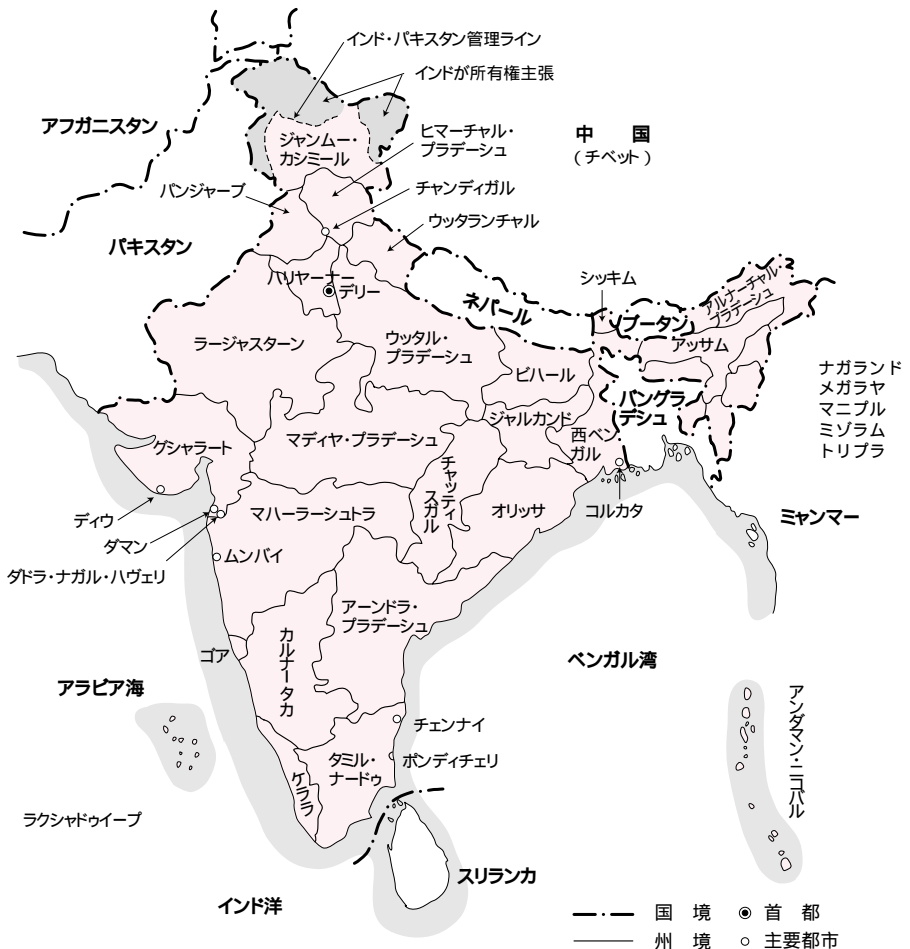 インド・パキスタン管理ライン
インドが所有権主張
アフガニスタン
ジャンムー・
カシミール
ヒマーチャル・
プラデーシュ
中 国
(チベット)
パンジャーブ
チャンディガル
ウッタランチャル
パキスタン
ハリヤーナー
デリー
シッキム
ネパール
ブータン
アルナーチャル・
プラデーシュ
ラージャスターン
ウッタル・
プラデーシュ
アッサム
ビハール
バングラ
デシュ
ナガランド
メガラヤ
マニプル
ミゾラム
トリプラ
グシャラート
マディヤ・プラデーシュ
ジャルカンド
西ベン
ガル
チャッティ
スガル
オリッサ
コルカタ
ミャンマー
ディウ
ダマン
マハーラーシュトラ
ムンバイ
ダドラ・ナガル・ハヴェリ
アーンドラ・
プラデーシュ
カルナータカ
ゴア
ベンガル湾
アラビア海
チェンナイ
ポンディチェリ
タミル・
ナードゥ
ケララ
アンダマン・ニコバル
ラクシャドゥイープ
スリランカ
インド洋
国 境
首 都
州 境
主要都市